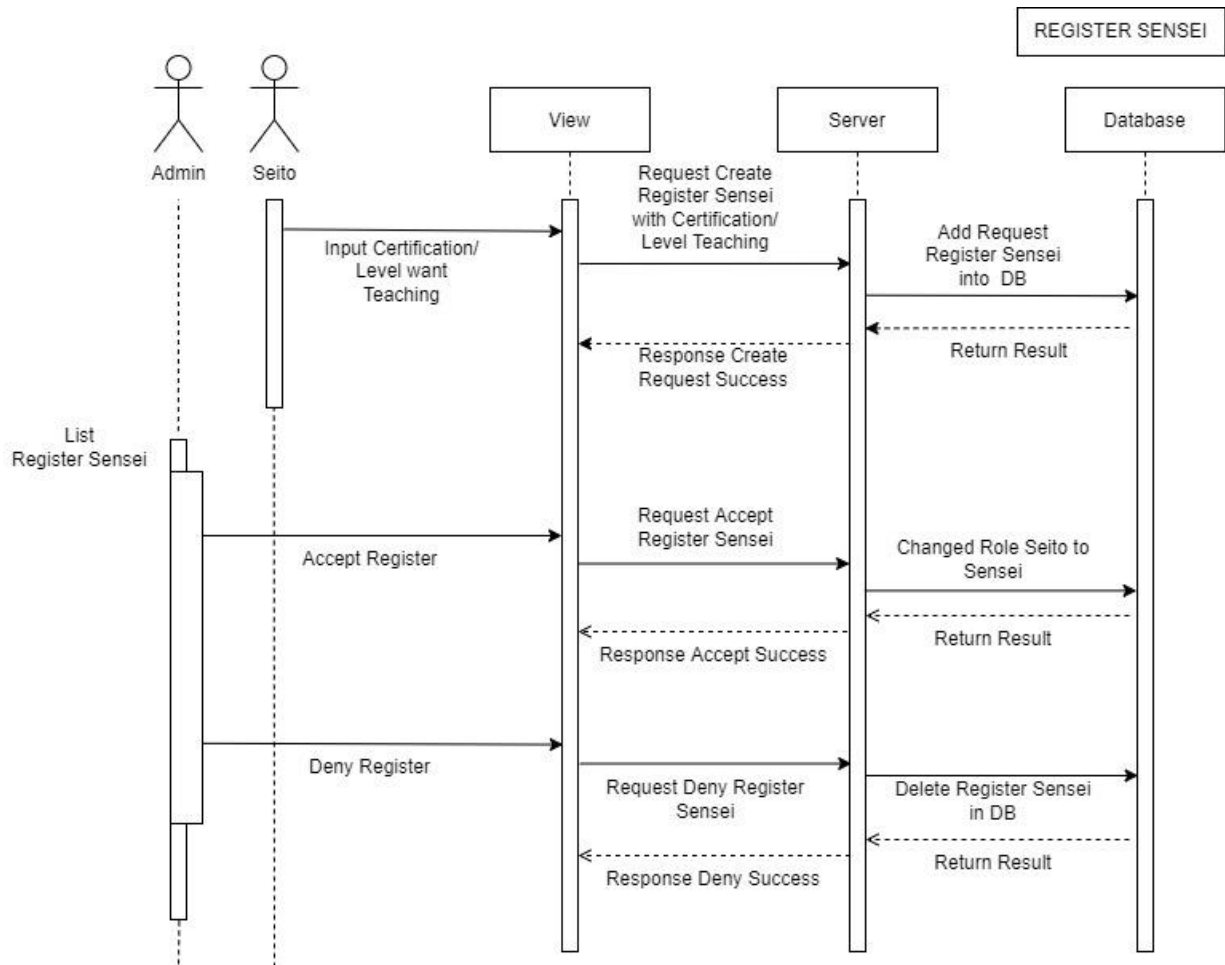 REGISTER SENSEI
View
Server
Database
Admin
Seito
Request Create
Register Sensei
with Certification/
Level Teaching
Input Certification/
Level want
Teaching
Add Request
Register Sensei
into DB
Return Result
Response Create
Request Success
List
Register Sensei
Request Accept
Register Sensei
Accept Register
Changed Role Seito to
Sensei
Return Result
Response Accept Success
Deny Register
Request Deny Register
Sensei
Delete Register Sensei
in DB
Return Result
Response Deny Success